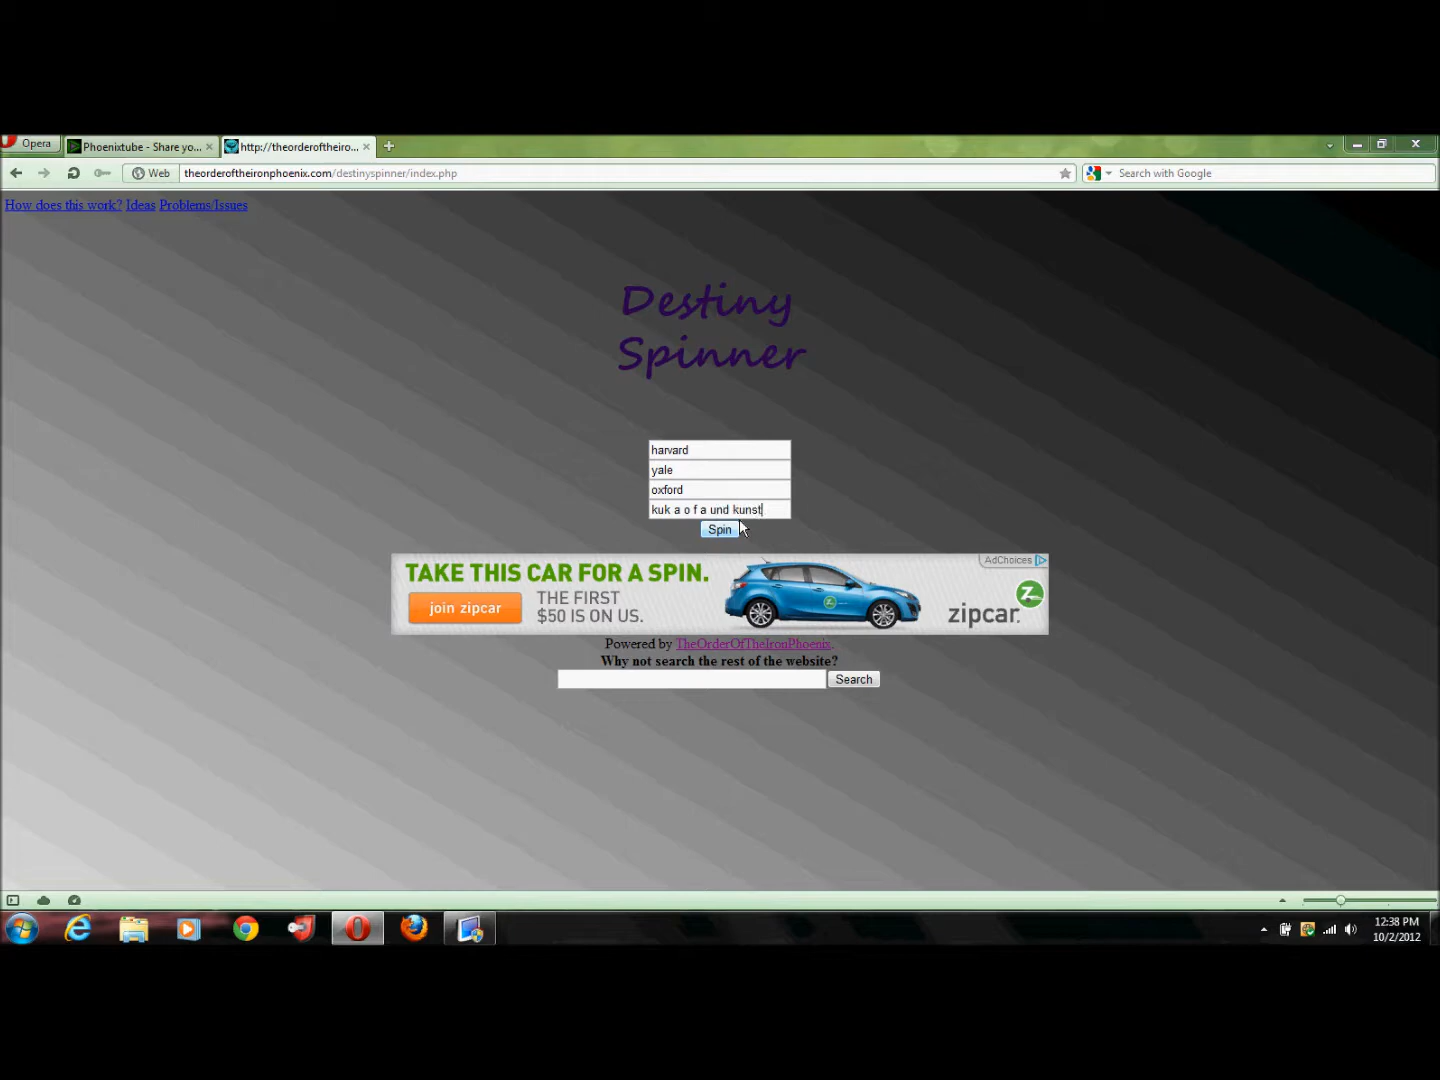 Opera
Phoenixtube - Share yo...
http://theorderoftheiro...
Web
theorderoftheironphoenix.com/destinyspinner/index.php
Search with Google
How does this work? Ideas Problems/Issues
Destiny
Spinner
harvard
yale
oxford
kuk a o f a und kunst
Spin
AdChoices
TAKE THIS CAR FOR A SPIN.
join zipcar
THE FIRST
$50 IS ON US.
zipcar.
Powered by TheOrderOfTheIronPhoenix.
Why not search the rest of the website?
Search
12:38 PM
10/2/2012